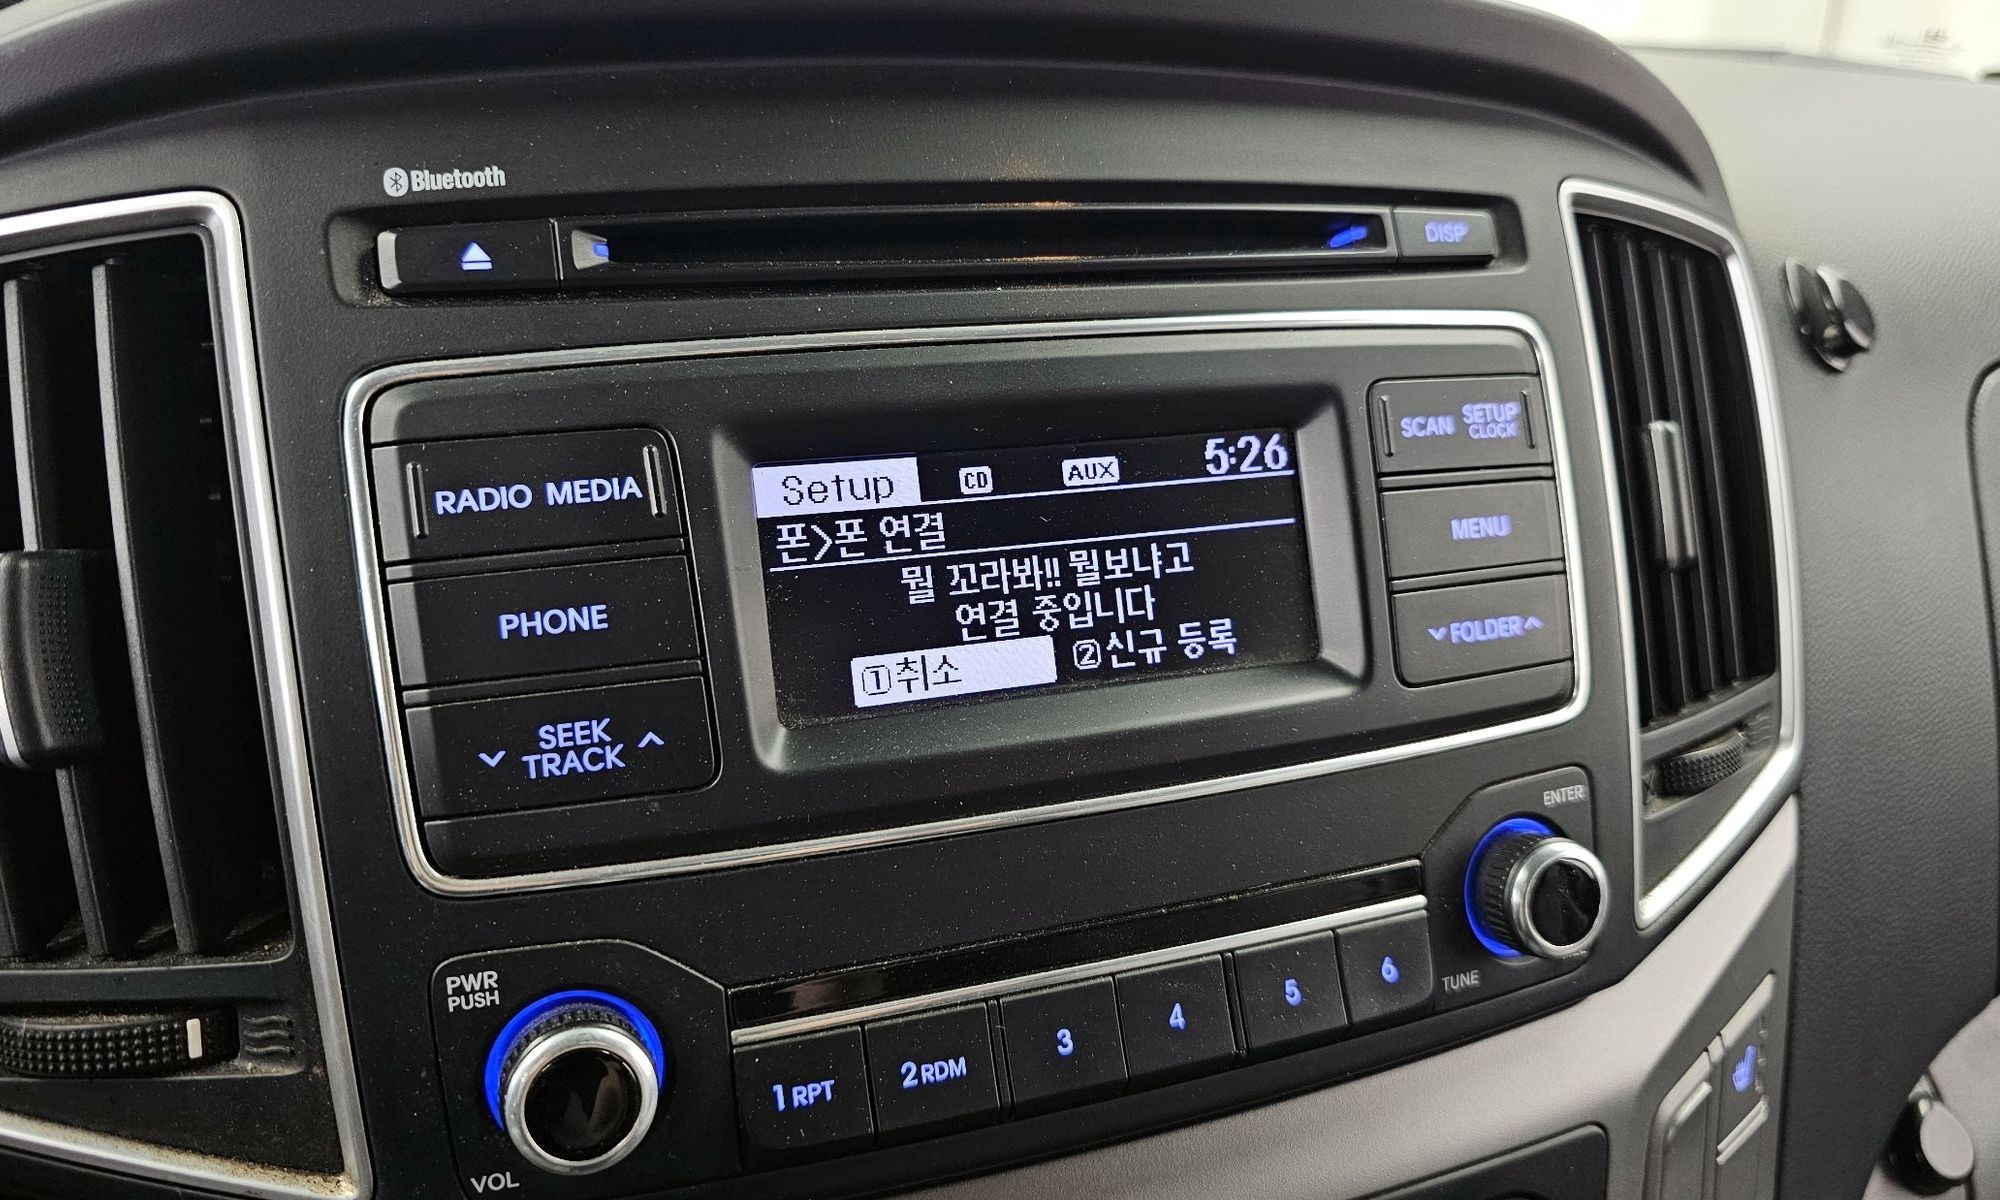 Bluetooth
DISP
RADIO MEDIA
PHONE
SEEK
TRACK
Setup CD AUX 5:26
폰>폰 연결
뭘 꼬라봐!! 뭘보냐고
연결 중입니다
①취소 ②신규 등록
SCAN SETUP
CLOCK
MENU
FOLDER
ENTER
TUNE
PWR
PUSH
VOL
1 RPT
2 RDM
3
4
5
6